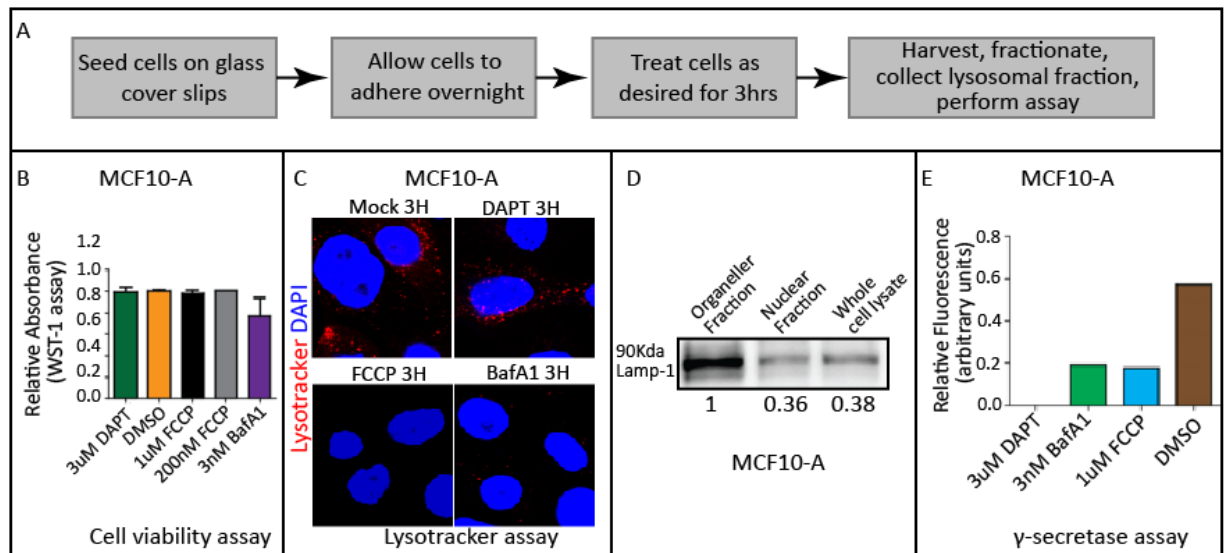 A
Seed cells on glass
cover slips
Allow cells to
adhere overnight
Treat cells as
desired for 3hrs
Harvest, fractionate,
collect lysosomal fraction,
perform assay
B
MCF10-A
Relative Absorbance
(WST-1 assay)
1.2
1.0
0.8
0.6
0.4
0.2
0.0
3uM DAPT
DMSO
1uM FCCP
200nM FCCP
3nM BafA1
Cell viability assay
C
MCF10-A
Mock 3H
DAPT 3H
Lysotracker DAPI
FCCP 3H
BafA1 3H
Lysotracker assay
D
Organeller
Fraction
Nuclear
Fraction
Whole
cell lysate
90Kda
Lamp-1
1
0.36
0.38
MCF10-A
E
MCF10-A
Relative Fluorescence
(arbitrary units)
0.8
0.6
0.4
0.2
0.0
3uM DAPT
3nM BafA1
1uM FCCP
DMSO
γ-secretase assay